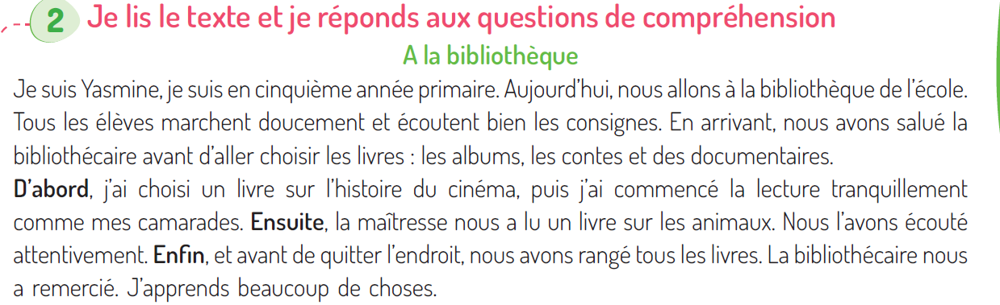 2 Je lis le texte et je réponds aux questions de compréhension
A la bibliothèque
Je suis Yasmine, je suis en cinquième année primaire. Aujourd'hui, nous allons à la bibliothèque de l'école.
Tous les élèves marchent doucement et écoutent bien les consignes. En arrivant, nous avons salué la
bibliothécaire avant d'aller choisir les livres : les albums, les contes et des documentaires.
D'abord, j'ai choisi un livre sur l'histoire du cinéma, puis j'ai commencé la lecture tranquillement
comme mes camarades. Ensuite, la maîtresse nous a lu un livre sur les animaux. Nous l'avons écouté
attentivement. Enfin, et avant de quitter l'endroit, nous avons rangé tous les livres. La bibliothécaire nous
a remercié. J'apprends beaucoup de choses.